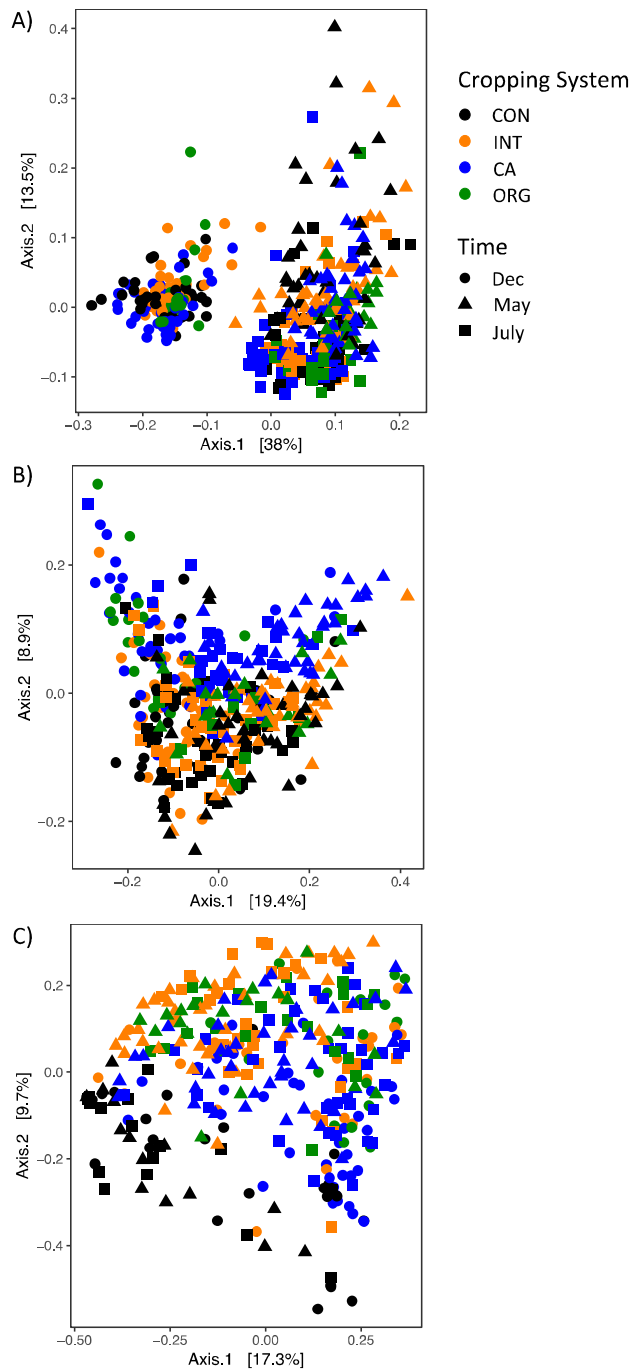 A)
Axis.2 [13.5%]
0.4
0.3
0.2
0.1
0.0
−0.1
−0.3 −0.2 −0.1 0.0 0.1 0.2
Axis.1 [38%]
Cropping System
CON
INT
CA
ORG
Time
Dec
May
July
B)
Axis.2 [8.9%]
0.2
0.0
−0.2
−0.2 0.0 0.2 0.4
Axis.1 [19.4%]
C)
Axis.2 [9.7%]
0.2
0.0
−0.2
−0.4
−0.50 −0.25 0.00 0.25
Axis.1 [17.3%]